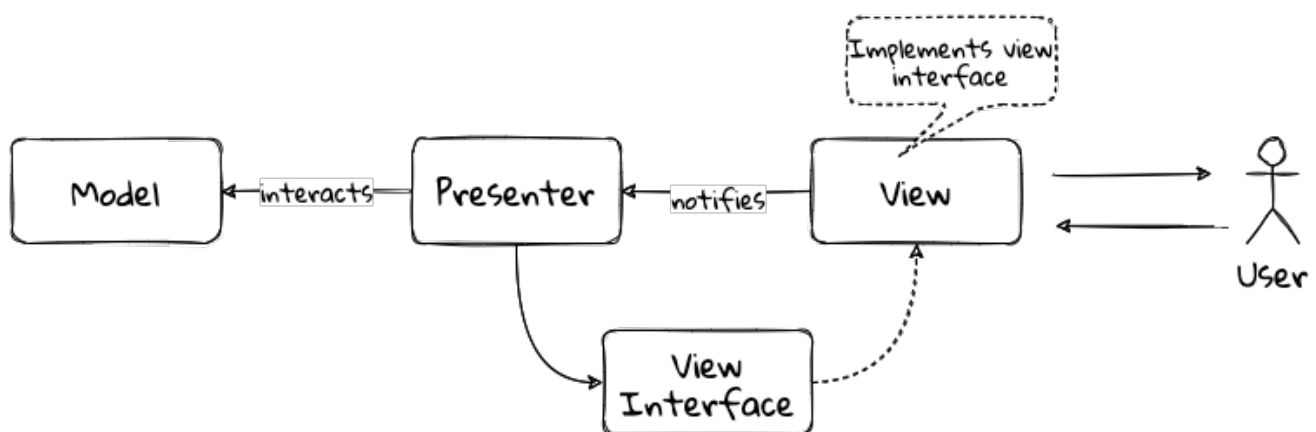 Implements view
interface
Model
interacts
Presenter
notifies
View
User
View
Interface